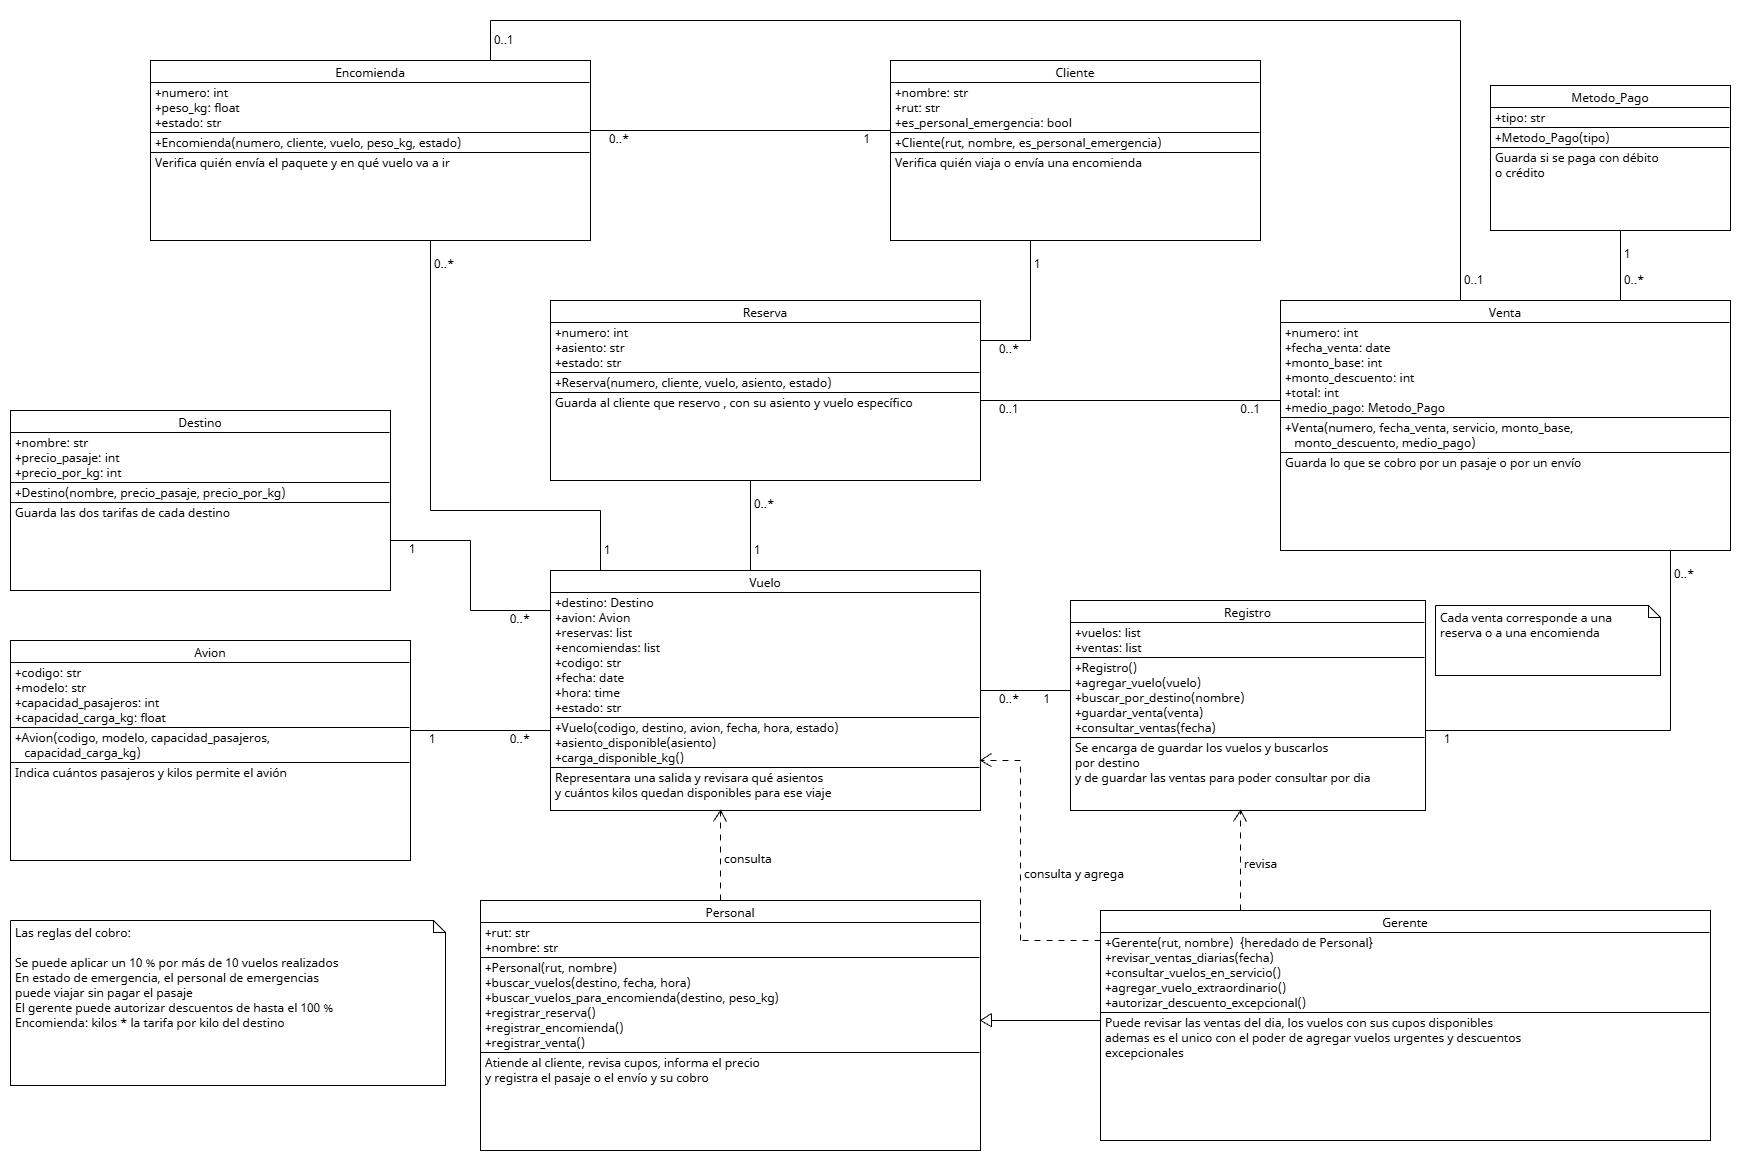 0..1
Encomienda
+numero: int
+peso_kg: float
+estado: str
+Encomienda(numero, cliente, vuelo, peso_kg, estado)
Verifica quién envía el paquete y en qué vuelo va a ir
0..*
1
Cliente
+nombre: str
+rut: str
+es_personal_emergencia: bool
+Cliente(rut, nombre, es_personal_emergencia)
Verifica quién viaja o envía una encomienda
Metodo_Pago
+tipo: str
+Metodo_Pago(tipo)
Guarda si se paga con débito
o crédito
0..*
1
1
0..1
0..*
Reserva
+numero: int
+asiento: str
+estado: str
+Reserva(numero, cliente, vuelo, asiento, estado)
Guarda al cliente que reservo , con su asiento y vuelo específico
0..*
0..1
0..1
Venta
+numero: int
+fecha_venta: date
+monto_base: int
+monto_descuento: int
+total: int
+medio_pago: Metodo_Pago
+Venta(numero, fecha_venta, servicio, monto_base,
monto_descuento, medio_pago)
Guarda lo que se cobro por un pasaje o por un envío
Destino
+nombre: str
+precio_pasaje: int
+precio_por_kg: int
+Destino(nombre, precio_pasaje, precio_por_kg)
Guarda las dos tarifas de cada destino
1
0..*
0..*
1
1
0..*
Vuelo
+destino: Destino
+avion: Avion
+reservas: list
+encomiendas: list
+codigo: str
+fecha: date
+hora: time
+estado: str
+Vuelo(codigo, destino, avion, fecha, hora, estado)
+asiento_disponible(asiento)
+carga_disponible_kg()
Representara una salida y revisara qué asientos
y cuántos kilos quedan disponibles para ese viaje
Registro
+vuelos: list
+ventas: list
+Registro()
+agregar_vuelo(vuelo)
+buscar_por_destino(nombre)
+guardar_venta(venta)
+consultar_ventas(fecha)
Se encarga de guardar los vuelos y buscarlos
por destino
y de guardar las ventas para poder consultar por dia
Cada venta corresponde a una
reserva o a una encomienda
0..*
1
1
Avion
+codigo: str
+modelo: str
+capacidad_pasajeros: int
+capacidad_carga_kg: float
+Avion(codigo, modelo, capacidad_pasajeros,
capacidad_carga_kg)
Indica cuántos pasajeros y kilos permite el avión
1
0..*
consulta
consulta y agrega
revisa
Las reglas del cobro:
Se puede aplicar un 10 % por más de 10 vuelos realizados
En estado de emergencia, el personal de emergencias
puede viajar sin pagar el pasaje
El gerente puede autorizar descuentos de hasta el 100 %
Encomienda: kilos * la tarifa por kilo del destino
Personal
+rut: str
+nombre: str
+Personal(rut, nombre)
+buscar_vuelos(destino, fecha, hora)
+buscar_vuelos_para_encomienda(destino, peso_kg)
+registrar_reserva()
+registrar_encomienda()
+registrar_venta()
Atiende al cliente, revisa cupos, informa el precio
y registra el pasaje o el envío y su cobro
Gerente
+Gerente(rut, nombre) {heredado de Personal}
+revisar_ventas_diarias(fecha)
+consultar_vuelos_en_servicio()
+agregar_vuelo_extraordinario()
+autorizar_descuento_excepcional()
Puede revisar las ventas del dia, los vuelos con sus cupos disponibles
ademas es el unico con el poder de agregar vuelos urgentes y descuentos
excepcionales